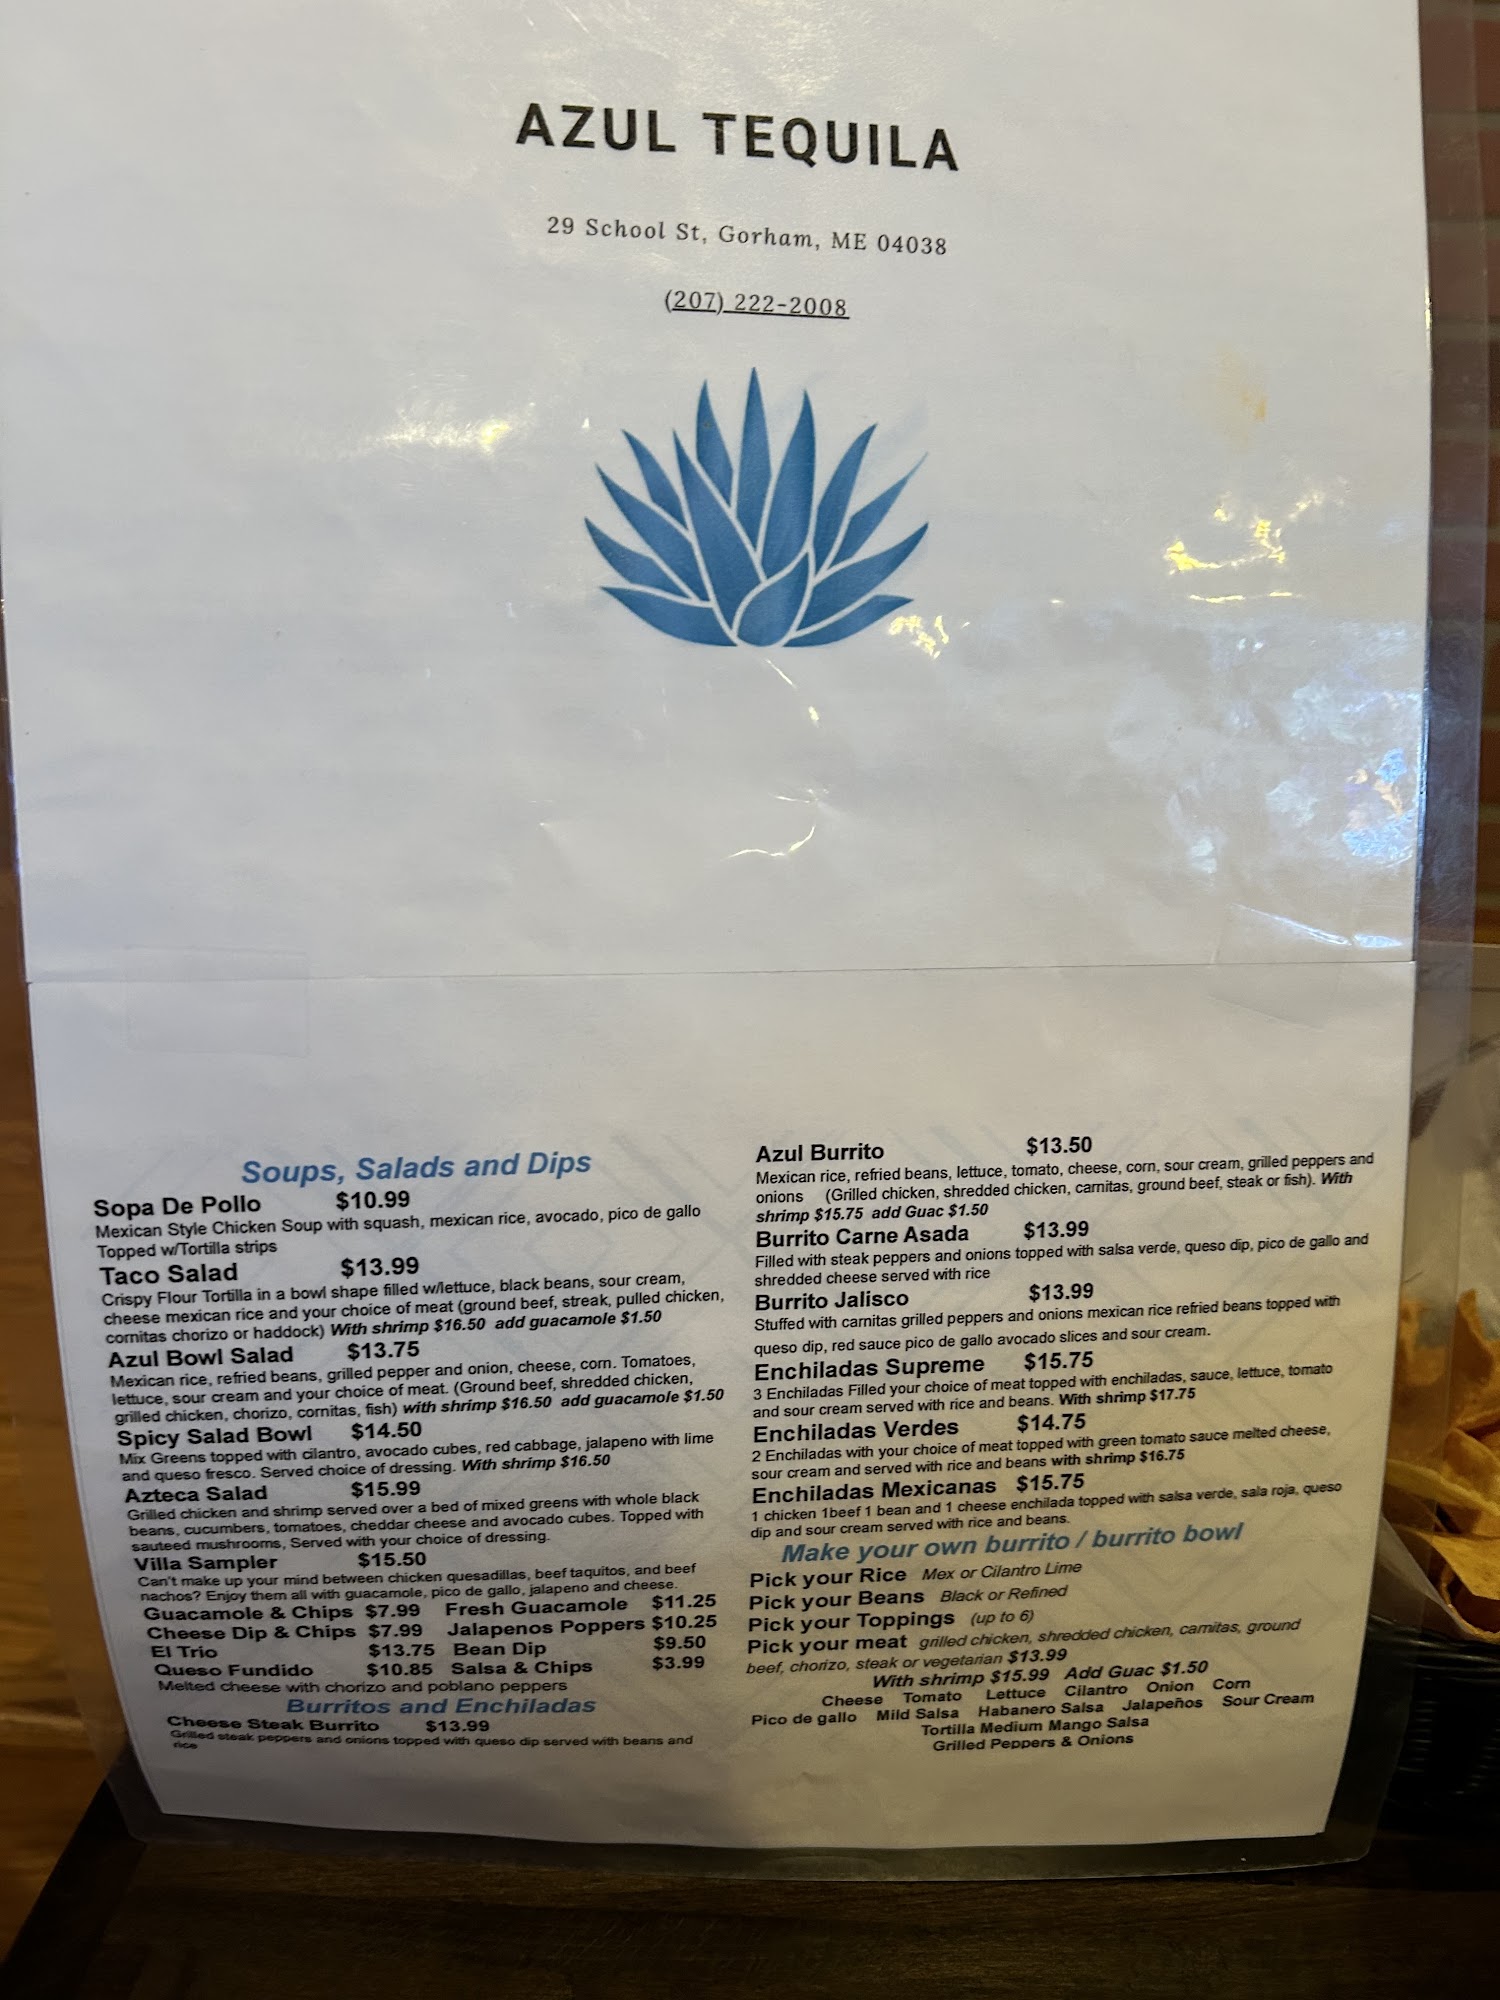 AZUL TEQUILA
29 School St, Gorham, ME 04038
(207) 222-2008
Soups, Salads and Dips
Sopa De Pollo $10.99
Mexican Style Chicken Soup with squash, mexican rice, avocado, pico de gallo
Topped w/Tortilla strips
Taco Salad $13.99
Crispy Flour Tortilla in a bowl shape filled w/lettuce, black beans, sour cream,
cheese mexican rice and your choice of meat (ground beef, streak, pulled chicken,
cornitas chorizo or haddock) With shrimp $16.50 add guacamole $1.50
Azul Bowl Salad $13.75
Mexican rice, refried beans, grilled pepper and onion, cheese, corn. Tomatoes,
lettuce, sour cream and your choice of meat. (Ground beef, shredded chicken,
grilled chicken, chorizo, cornitas, fish) with shrimp $16.50 add guacamole $1.50
Spicy Salad Bowl $14.50
Mix Greens topped with cilantro, avocado cubes, red cabbage, jalapeno with lime
and queso fresco. Served choice of dressing. With shrimp $16.50
Azteca Salad $15.99
Grilled chicken and shrimp served over a bed of mixed greens with whole black
beans, cucumbers, tomatoes, cheddar cheese and avocado cubes. Topped with
sauteed mushrooms, Served with your choice of dressing.
Villa Sampler $15.50
Can't make up your mind between chicken quesadillas, beef taquitos, and beef
nachos? Enjoy them all with guacamole, pico de gallo, jalapeno and cheese.
Guacamole & Chips $7.99 Fresh Guacamole $11.25
Cheese Dip & Chips $7.99 Jalapenos Poppers $10.25
El Trio $13.75 Bean Dip $9.50
Queso Fundido $10.85 Salsa & Chips $3.99
Melted cheese with chorizo and poblano peppers
Burritos and Enchiladas
Cheese Steak Burrito $13.99
Grilled steak peppers and onions topped with queso dip served with beans and
rice
Azul Burrito $13.50
Mexican rice, refried beans, lettuce, tomato, cheese, corn, sour cream, grilled peppers and
onions (Grilled chicken, shredded chicken, carnitas, ground beef, steak or fish). With
shrimp $15.75 add Guac $1.50
Burrito Carne Asada $13.99
Filled with steak peppers and onions topped with salsa verde, queso dip, pico de gallo and
shredded cheese served with rice
Burrito Jalisco $13.99
Stuffed with carnitas grilled peppers and onions mexican rice refried beans topped with
queso dip, red sauce pico de gallo avocado slices and sour cream.
Enchiladas Supreme $15.75
3 Enchiladas Filled your choice of meat topped with enchiladas, sauce, lettuce, tomato
and sour cream served with rice and beans. With shrimp $17.75
Enchiladas Verdes $14.75
2 Enchiladas with your choice of meat topped with green tomato sauce melted cheese,
sour cream and served with rice and beans with shrimp $16.75
Enchiladas Mexicanas $15.75
1 chicken 1beef 1 bean and 1 cheese enchilada topped with salsa verde, sala roja, queso
dip and sour cream served with rice and beans.
Make your own burrito / burrito bowl
Pick your Rice Mex or Cilantro Lime
Pick your Beans Black or Refined
Pick your Toppings (up to 6)
Pick your meat grilled chicken, shredded chicken, carnitas, ground
beef, chorizo, steak or vegetarian $13.99
With shrimp $15.99 Add Guac $1.50
Cheese Tomato Lettuce Cilantro Onion Corn
Pico de gallo Mild Salsa Habanero Salsa Jalapeños Sour Cream
Tortilla Medium Mango Salsa
Grilled Peppers & Onions